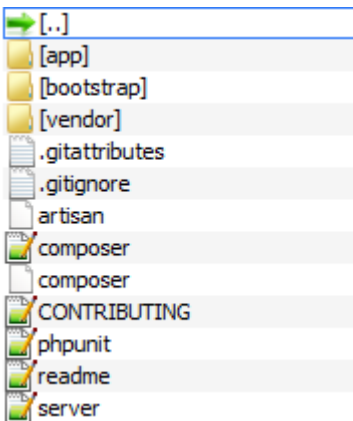 [..]
[app]
[bootstrap]
[vendor]
.gitattributes
.gitignore
artisan
composer
composer
CONTRIBUTING
phpunit
readme
server